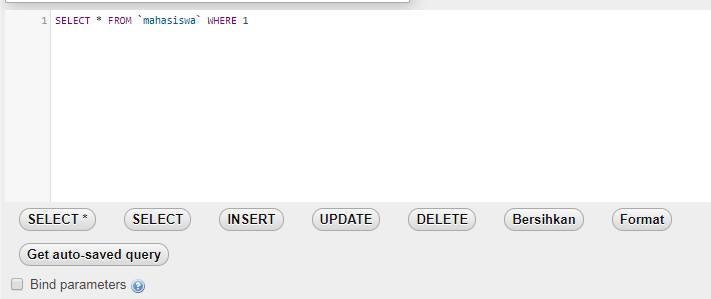 1 SELECT * FROM `mahasiswa` WHERE 1
SELECT * SELECT INSERT UPDATE DELETE Bersihkan Format
Get auto-saved query
Bind parameters